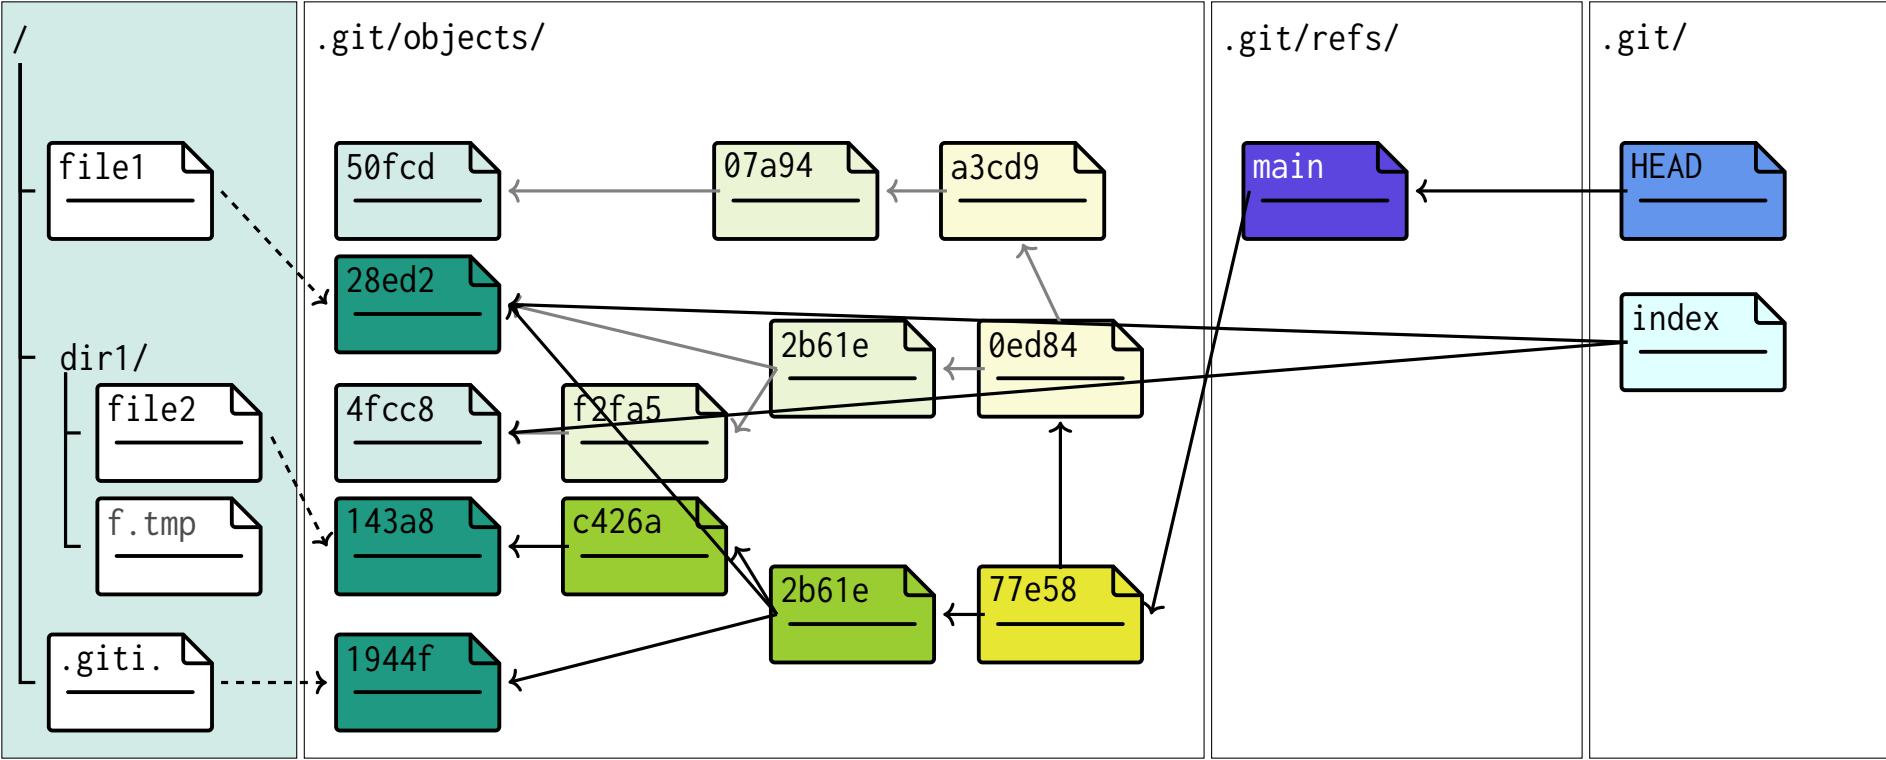 /
.git/objects/
.git/refs/
.git/
file1
50fcd
07a94
a3cd9
main
HEAD
28ed2
index
dir1/
2b61e
0ed84
file2
4fcc8
f2fa5
f.tmp
143a8
c426a
2b61e
77e58
.giti.
1944f